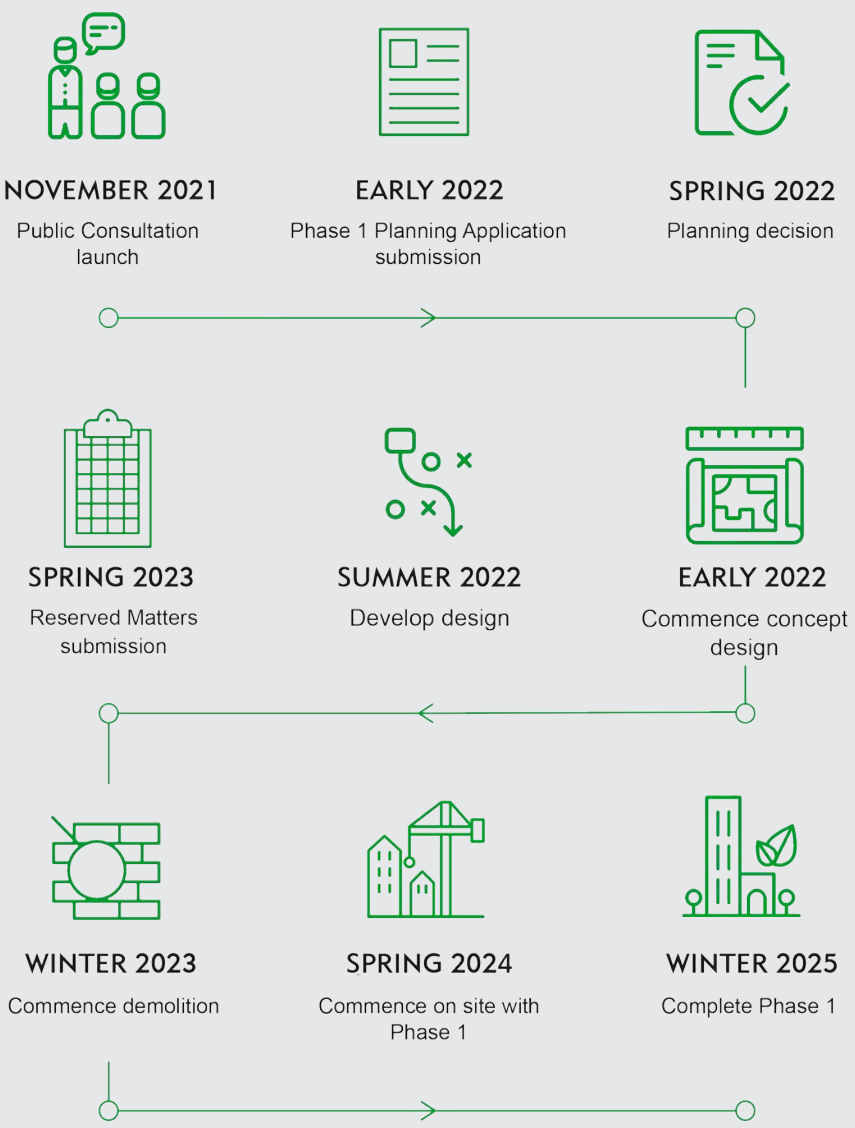 NOVEMBER 2021
Public Consultation
launch
EARLY 2022
Phase 1 Planning Application
submission
SPRING 2022
Planning decision
SPRING 2023
Reserved Matters
submission
SUMMER 2022
Develop design
EARLY 2022
Commence concept
design
WINTER 2023
Commence demolition
SPRING 2024
Commence on site with
Phase 1
WINTER 2025
Complete Phase 1